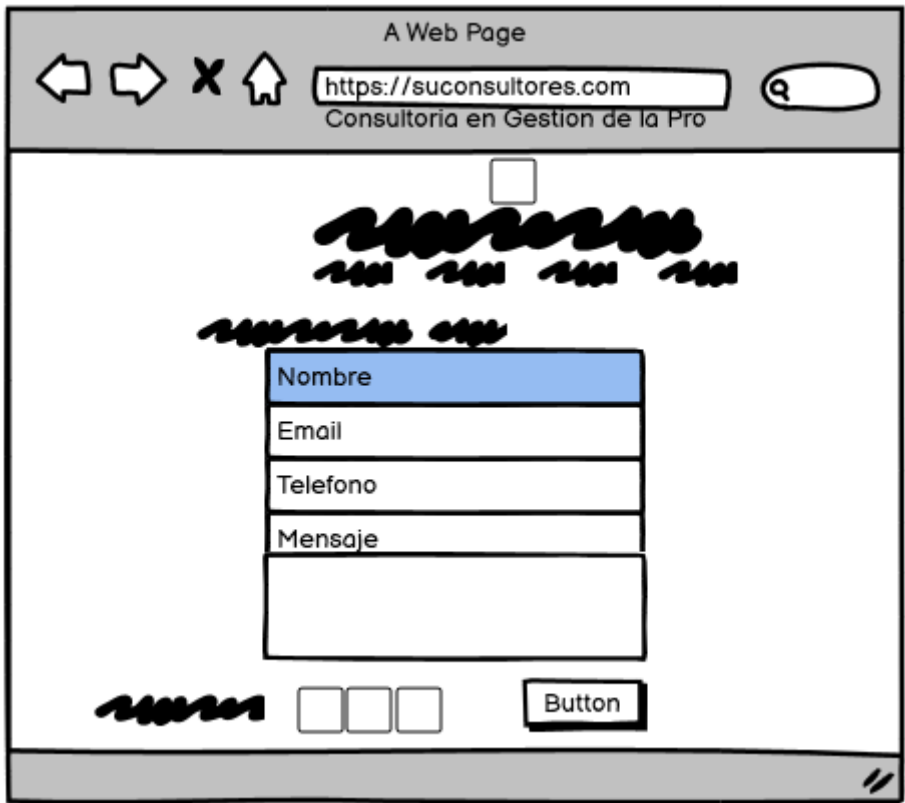 A Web Page
https://suconsultores.com
Consultoria en Gestion de la Pro
Nombre
Email
Telefono
Mensaje
Button